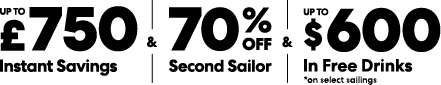 UP TO
£750
Instant Savings
&
70% OFF
Second Sailor
&
UP TO
$600
In Free Drinks
*on select sailings